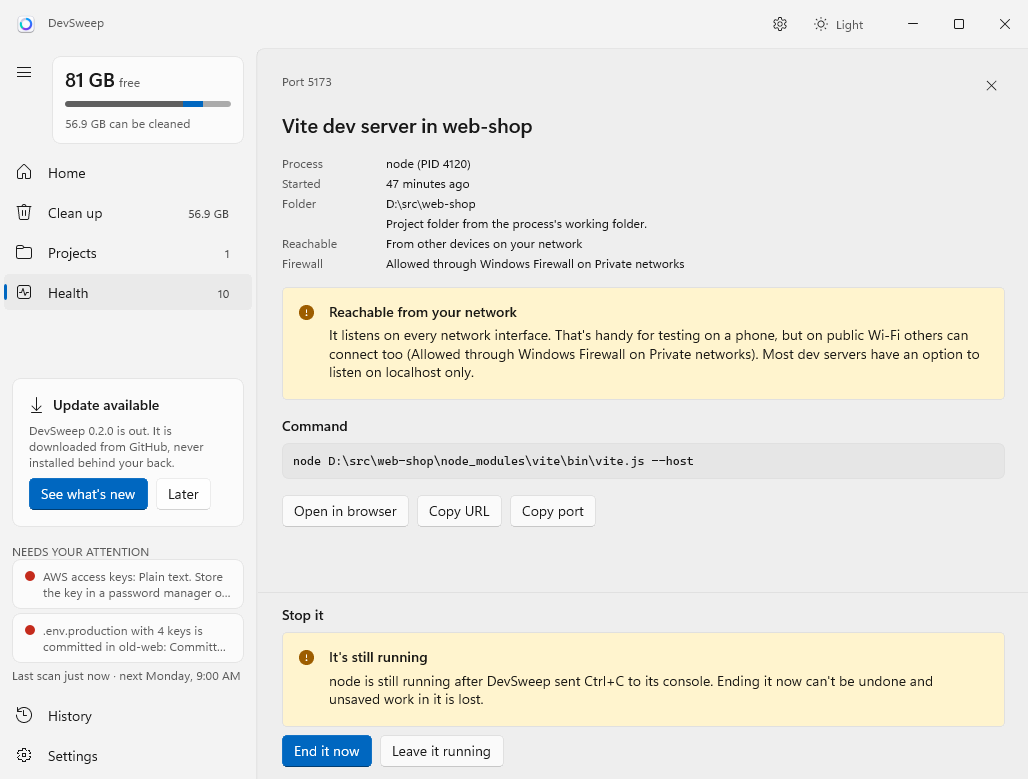 DevSweep
Light
81 GB free
56.9 GB can be cleaned
Home
Clean up 56.9 GB
Projects 1
Health 10
Update available
DevSweep 0.2.0 is out. It is
downloaded from GitHub, never
installed behind your back.
See what's new Later
NEEDS YOUR ATTENTION
AWS access keys: Plain text. Store
the key in a password manager o...
.env.production with 4 keys is
committed in old-web: Committ...
Last scan just now · next Monday, 9:00 AM
History
Settings
Port 5173
Vite dev server in web-shop
Process node (PID 4120)
Started 47 minutes ago
Folder D:\src\web-shop
Project folder from the process's working folder.
Reachable From other devices on your network
Firewall Allowed through Windows Firewall on Private networks
Reachable from your network
It listens on every network interface. That's handy for testing on a phone, but on public Wi-Fi others can
connect too (Allowed through Windows Firewall on Private networks). Most dev servers have an option to
listen on localhost only.
Command
node D:\src\web-shop\node_modules\vite\bin\vite.js --host
Open in browser Copy URL Copy port
Stop it
It's still running
node is still running after DevSweep sent Ctrl+C to its console. Ending it now can't be undone and
unsaved work in it is lost.
End it now Leave it running